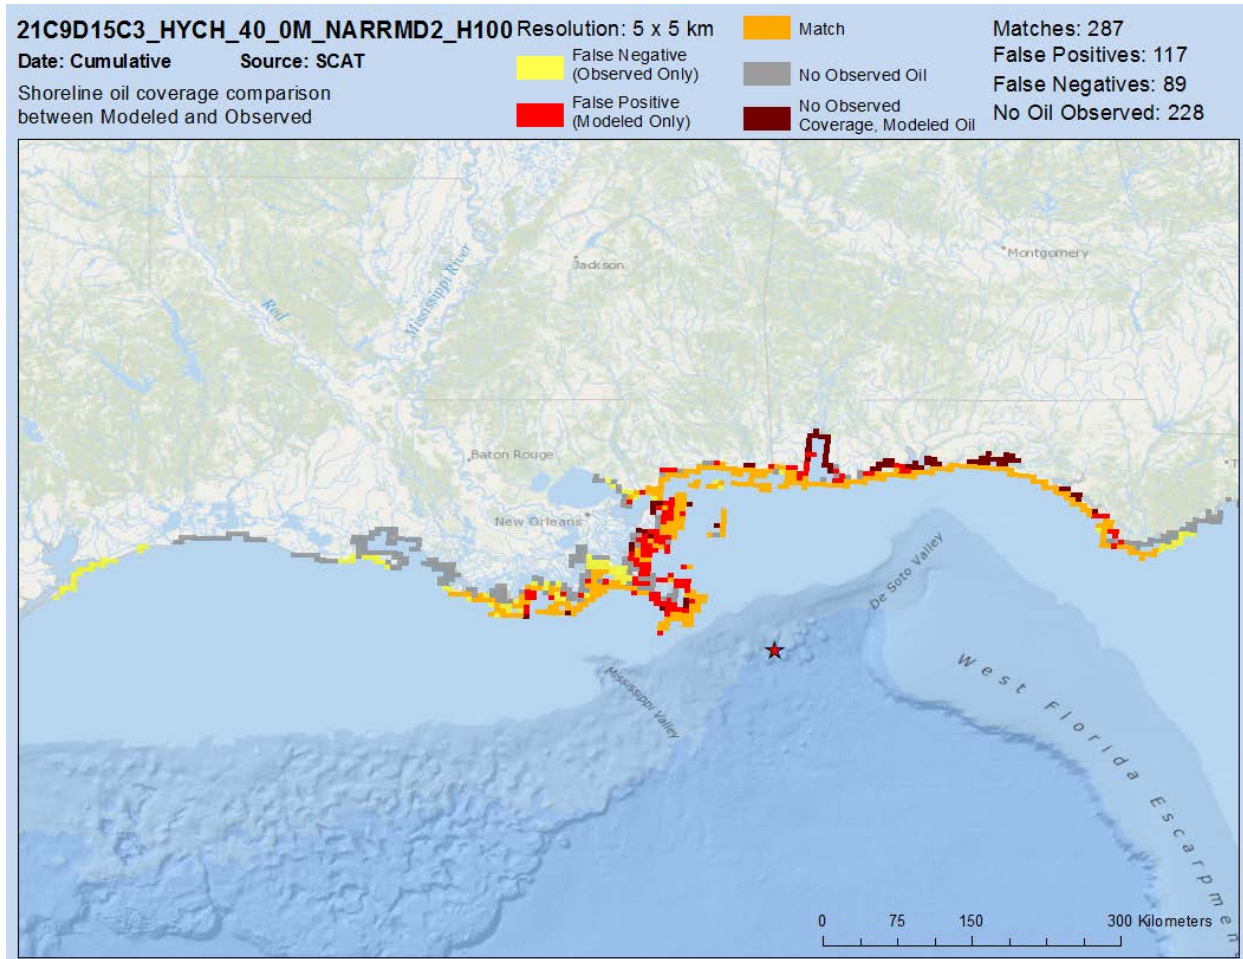 21C9D15C3_HYCH_40_0M_NARRMD2_H100
Date: Cumulative Source: SCAT
Shoreline oil coverage comparison
between Modeled and Observed
Resolution: 5 x 5 km
False Negative
(Observed Only)
False Positive
(Modeled Only)
Match
No Observed Oil
No Observed
Coverage, Modeled Oil
Matches: 287
False Positives: 117
False Negatives: 89
No Oil Observed: 228
Montgomery
Jackson
Mississippi River
Red
Baton Rouge
T
New Orleans
De Soto Valley
Mississippi Valley
West Florida Escarpmen
0 75 150 300 Kilometers